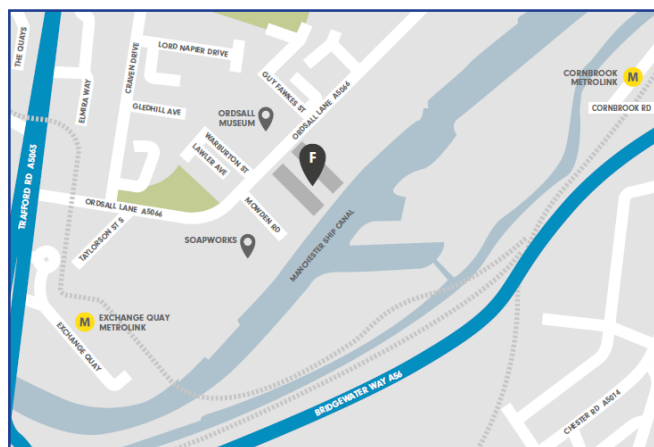 THE QUAYS
ELMIRA WAY
CRAVEN DRIVE
LORD NAPIER DRIVE
GUY FAWKES ST
CORNBROOK
METROLINK
M
CORNBROOK RD
GLEDHILL AVE
ORDSALL
MUSEUM
ORDSALL LANE A5066
WARBURTON ST
LAWLER AVE
F
TRAFFORD RD A5063
ORDSALL LANE A5066
MOWDEN RD
TAYLORSON ST S
SOAPWORKS
MANCHESTER SHIP CANAL
M
EXCHANGE QUAY
METROLINK
EXCHANGE QUAY
BRIDGEWATER WAY A56
CHESTER RD A5014